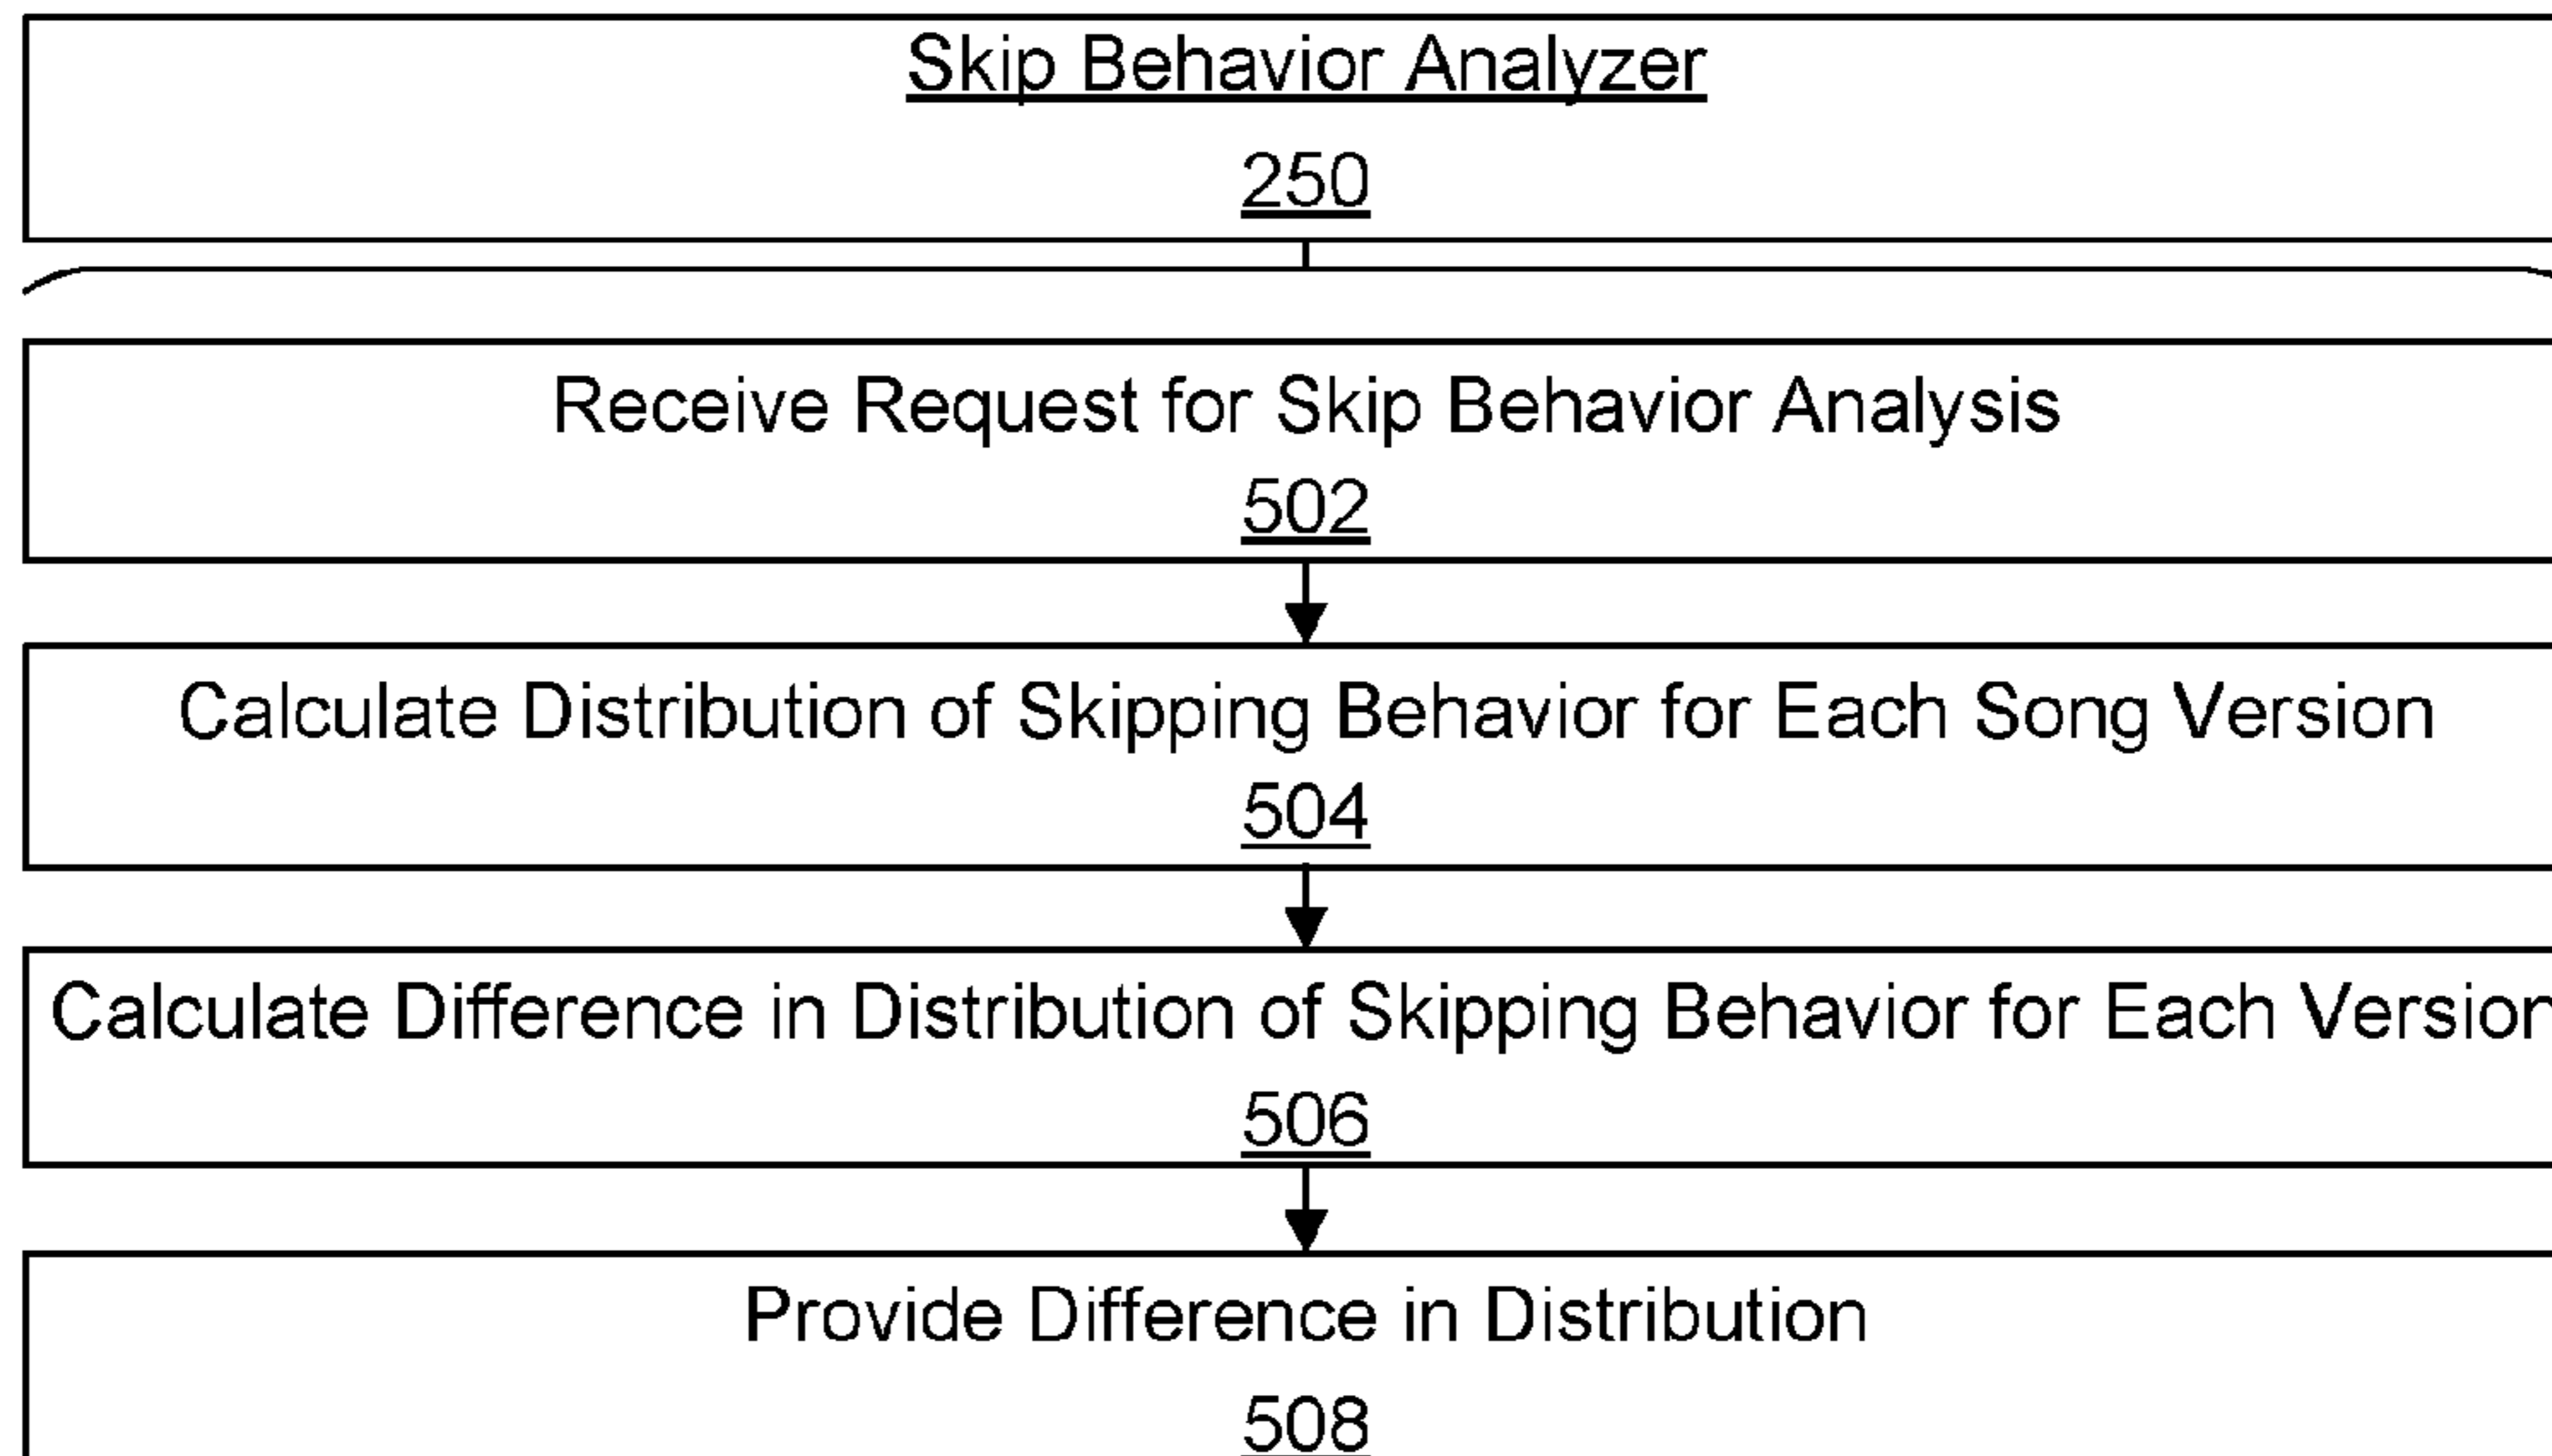 Skip Behavior Analyzer
250
Receive Request for Skip Behavior Analysis
502
Calculate Distribution of Skipping Behavior for Each Song Version
504
Calculate Difference in Distribution of Skipping Behavior for Each Version
506
Provide Difference in Distribution
508